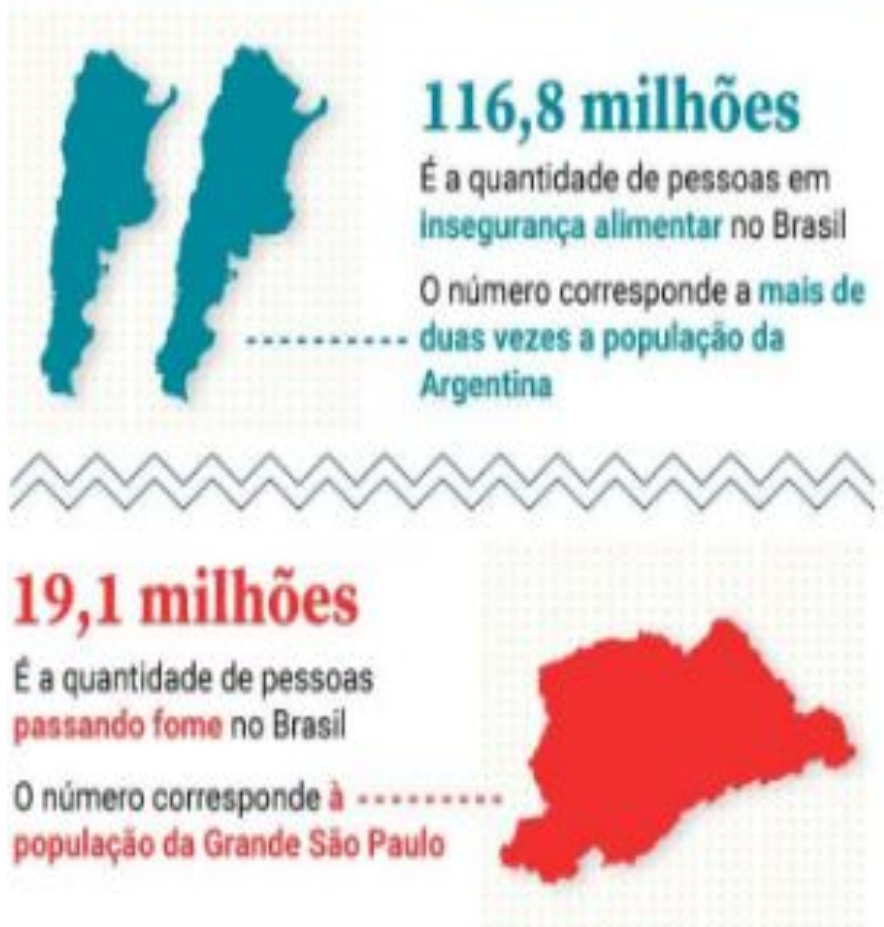 116,8 milhões
É a quantidade de pessoas em
insegurança alimentar no Brasil
O número corresponde a mais de
duas vezes a população da
Argentina
19,1 milhões
É a quantidade de pessoas
passando fome no Brasil
O número corresponde à
população da Grande São Paulo